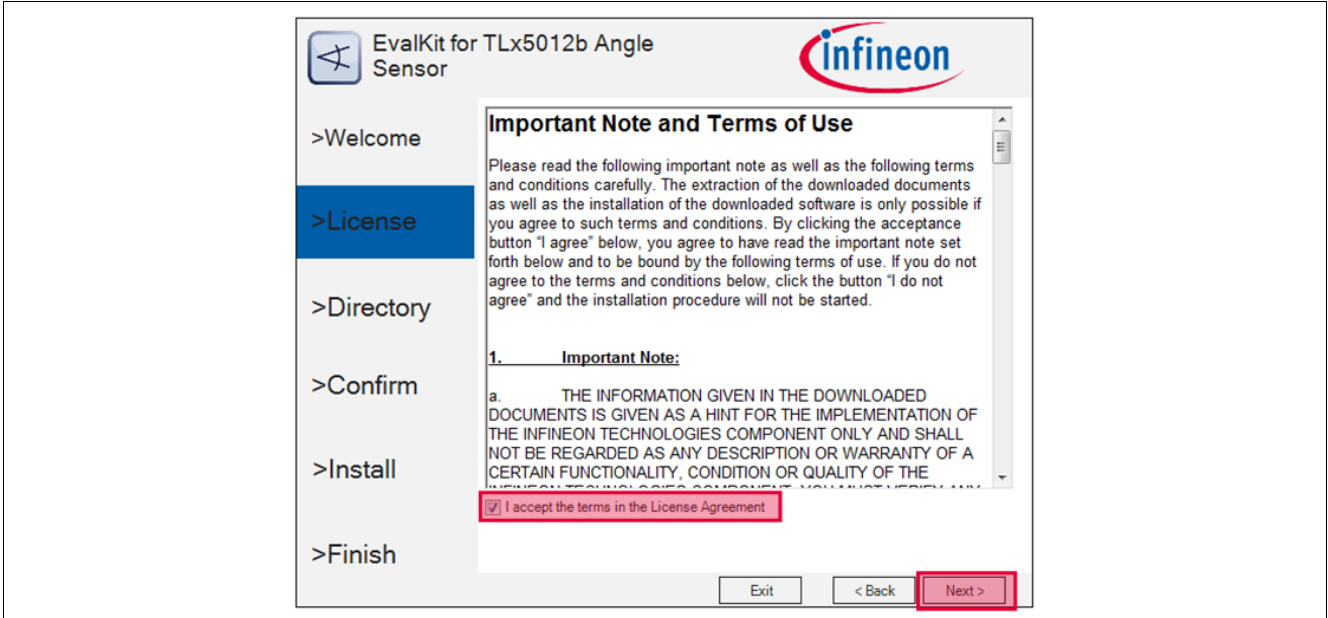 EvalKit for TLx5012b Angle
Sensor
infineon
>Welcome
>License
>Directory
>Confirm
>Install
>Finish
Important Note and Terms of Use
Please read the following important note as well as the following terms
and conditions carefully. The extraction of the downloaded documents
as well as the installation of the downloaded software is only possible if
you agree to such terms and conditions. By clicking the acceptance
button "I agree" below, you agree to have read the important note set
forth below and to be bound by the following terms of use. If you do not
agree to the terms and conditions below, click the button "I do not
agree" and the installation procedure will not be started.
1. Important Note:
a. THE INFORMATION GIVEN IN THE DOWNLOADED
DOCUMENTS IS GIVEN AS A HINT FOR THE IMPLEMENTATION OF
THE INFINEON TECHNOLOGIES COMPONENT ONLY AND SHALL
NOT BE REGARDED AS ANY DESCRIPTION OR WARRANTY OF A
CERTAIN FUNCTIONALITY, CONDITION OR QUALITY OF THE
INFINEON TECHNOLOGIES COMPONENT. YOU MUST VERIFY ANY
I accept the terms in the License Agreement
Exit
< Back
Next >